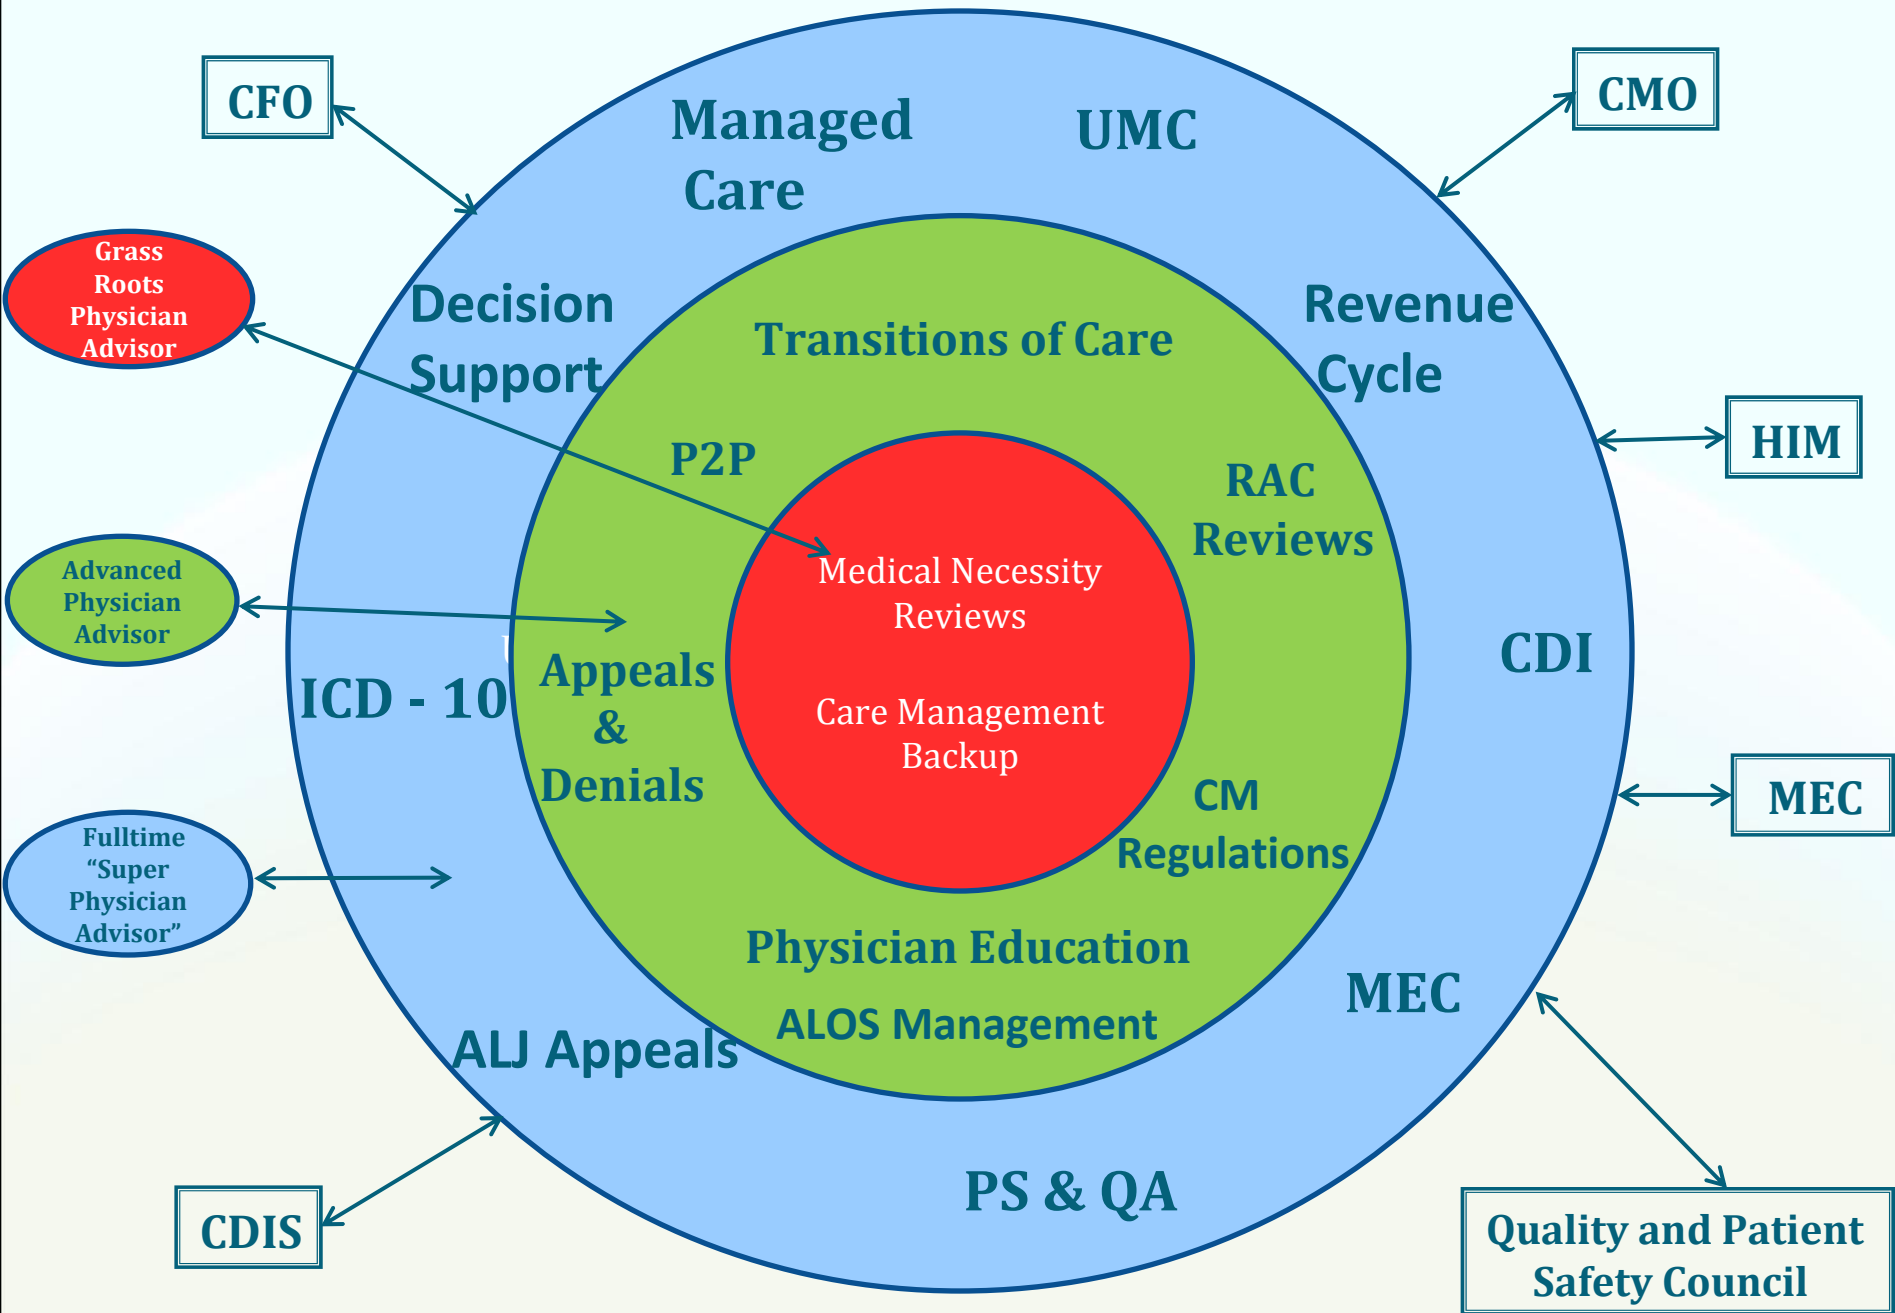 CFO
CMO
Managed
Care
UMC
Grass
Roots
Physician
Advisor
Decision
Support
Revenue
Cycle
Transitions of Care
P2P
HIM
RAC
Reviews
Medical Necessity
Reviews
Care Management
Backup
Advanced
Physician
Advisor
ICD - 10
Appeals
&
Denials
CDI
CM
Regulations
MEC
Fulltime
“Super
Physician
Advisor”
Physician Education
ALOS Management
MEC
ALJ Appeals
PS & QA
CDIS
Quality and Patient
Safety Council